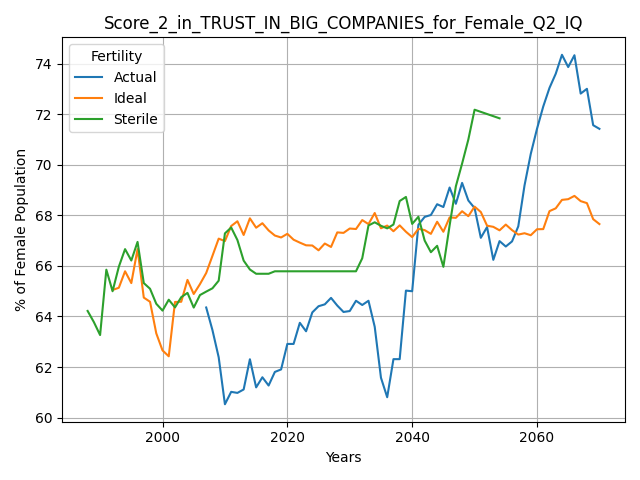 Score_2_in_TRUST_IN_BIG_COMPANIES_for_Female_Q2_IQ
Fertility
Actual
Ideal
Sterile
% of Female Population
74
72
70
68
66
64
62
60
2000
2020
2040
2060
Years